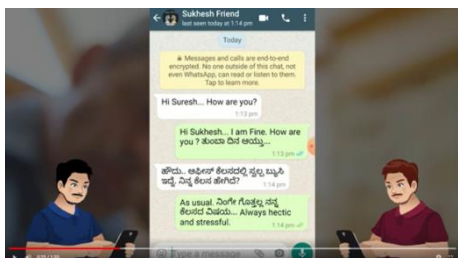 Sukhesh Friend
last seen today at 1:14 pm
Today
Messages and calls are end-to-end
encrypted. No one outside of this chat, not
even WhatsApp, can read or listen to them.
Tap to learn more.
Hi Suresh... How are you?
1:13 pm
Hi Sukhesh... I am Fine. How are
you ? ತುಂಬಾ ದಿನ ಆಯ್ತು...
1:13 pm
ಹೌದು.. ಆಫೀಸ್ ಕೆಲಸದಲ್ಲಿ ಸ್ವಲ್ಪ ಬ್ಯುಸಿ
ಇದ್ದೆ. ನಿನ್ನ ಕೆಲಸ ಹೇಗಿದೆ?
1:14 pm
As usual. ನಿಂಗೇ ಗೊತ್ತಲ್ಲ ನನ್ನ
ಕೆಲಸದ ವಿಷಯ... Always hectic
and stressful.
1:14 pm
Type a message